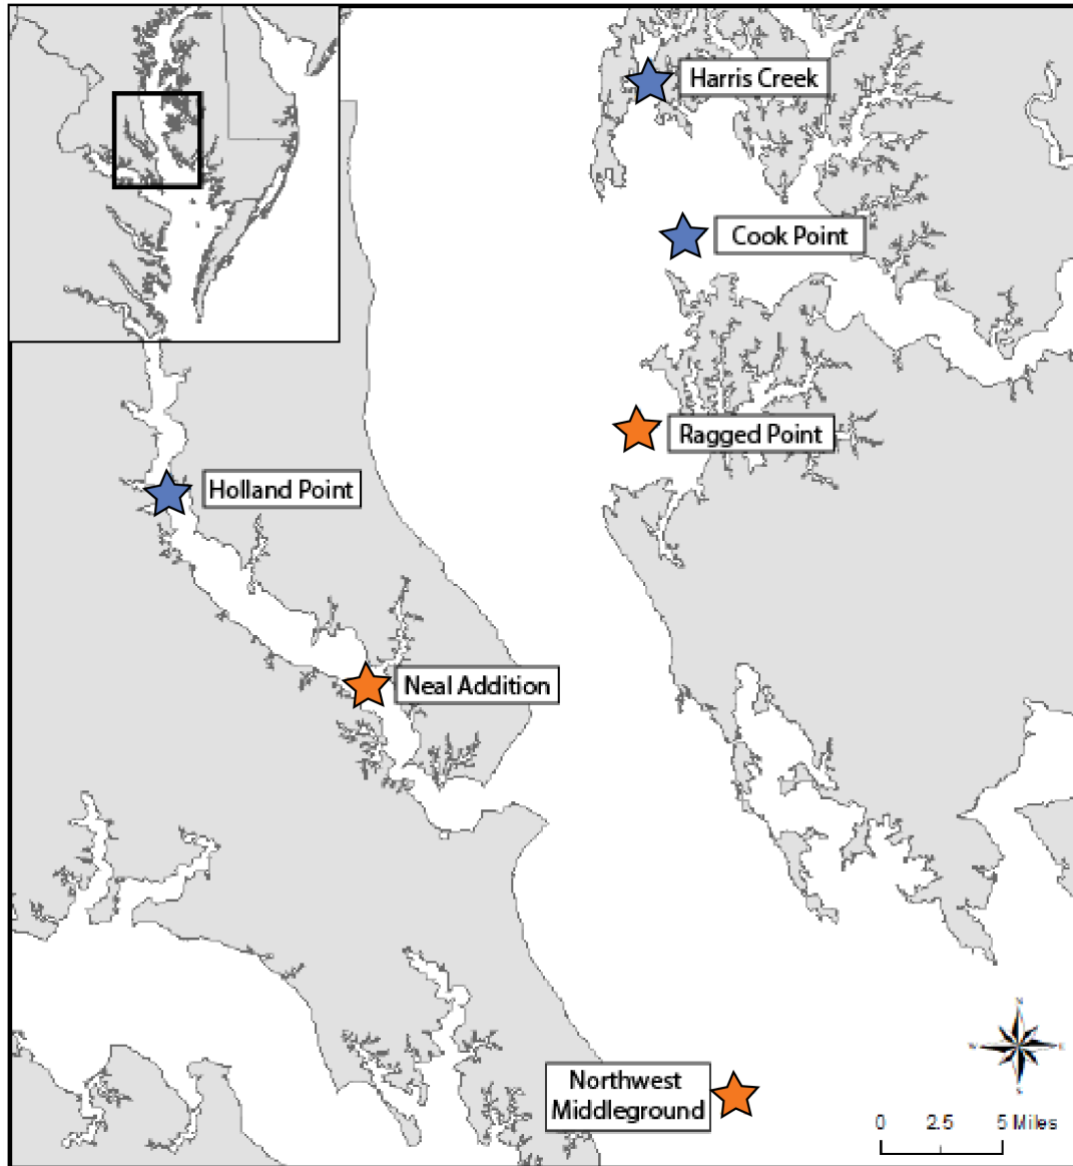 Harris Creek
Cook Point
Ragged Point
Holland Point
Neal Addition
Northwest
Middleground
N
W
E
S
0 2.5 5 Miles